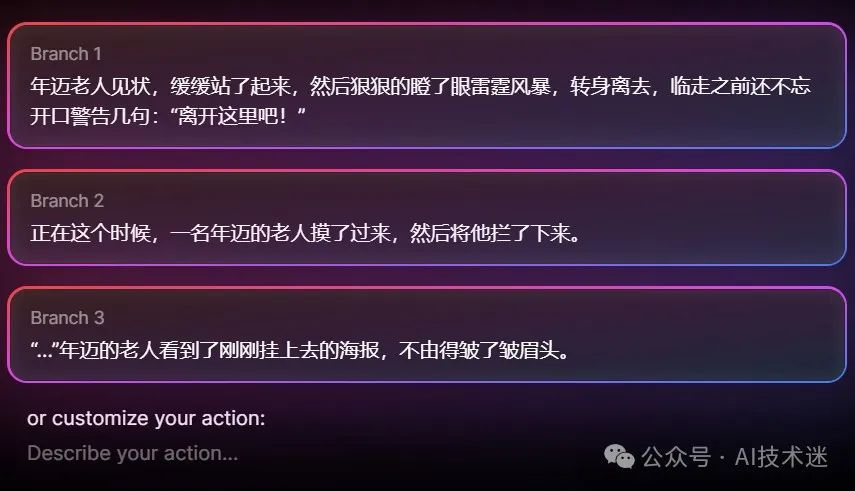 Branch 1
年迈老人见状，缓缓站了起来，然后狠狠的瞪了眼雷霆风暴，转身离去，临走之前还不忘
开口警告几句：“离开这里吧！“
Branch 2
正在这个时候，一名年迈的老人摸了过来，然后将他拦了下来。
Branch 3
“…”年迈的老人看到了刚刚挂上去的海报，不由得皱了皱眉头。
or customize your action:
Describe your action...
公众号 · AI技术迷